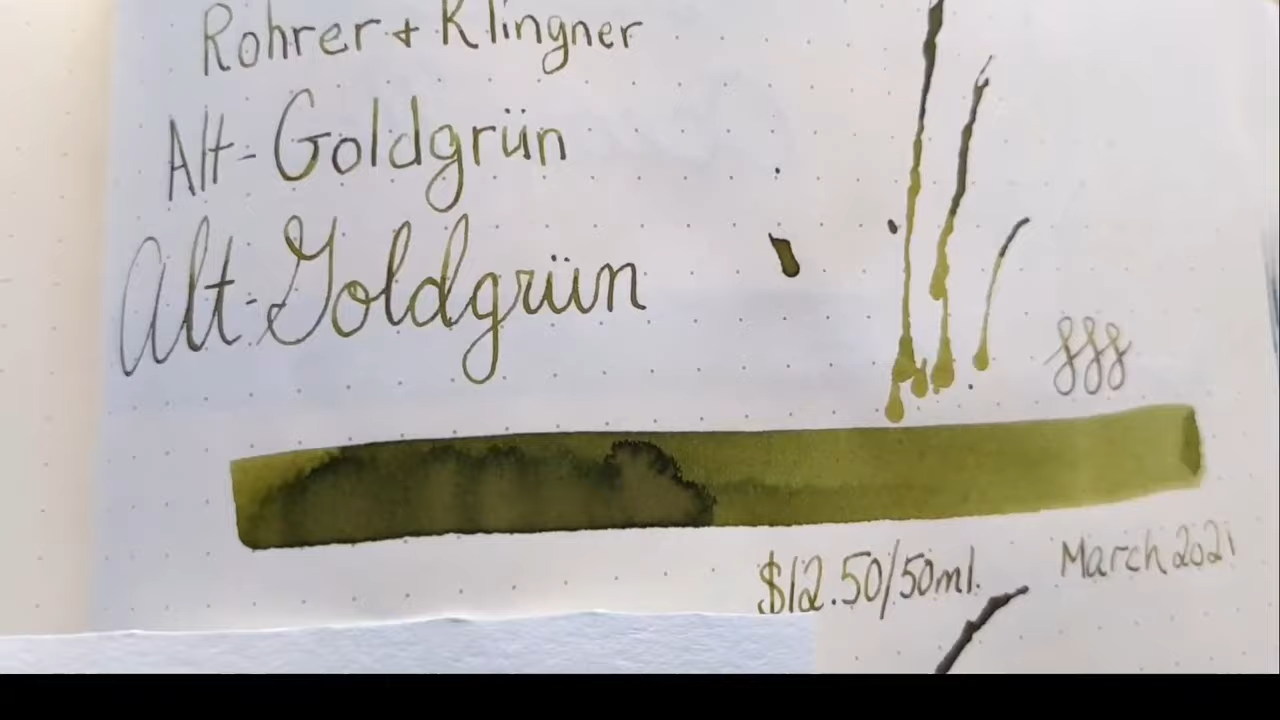 Rohrer + Klingner
Alt-Goldgrün
Alt-Goldgrün
$12.50/50ml.
March 2021